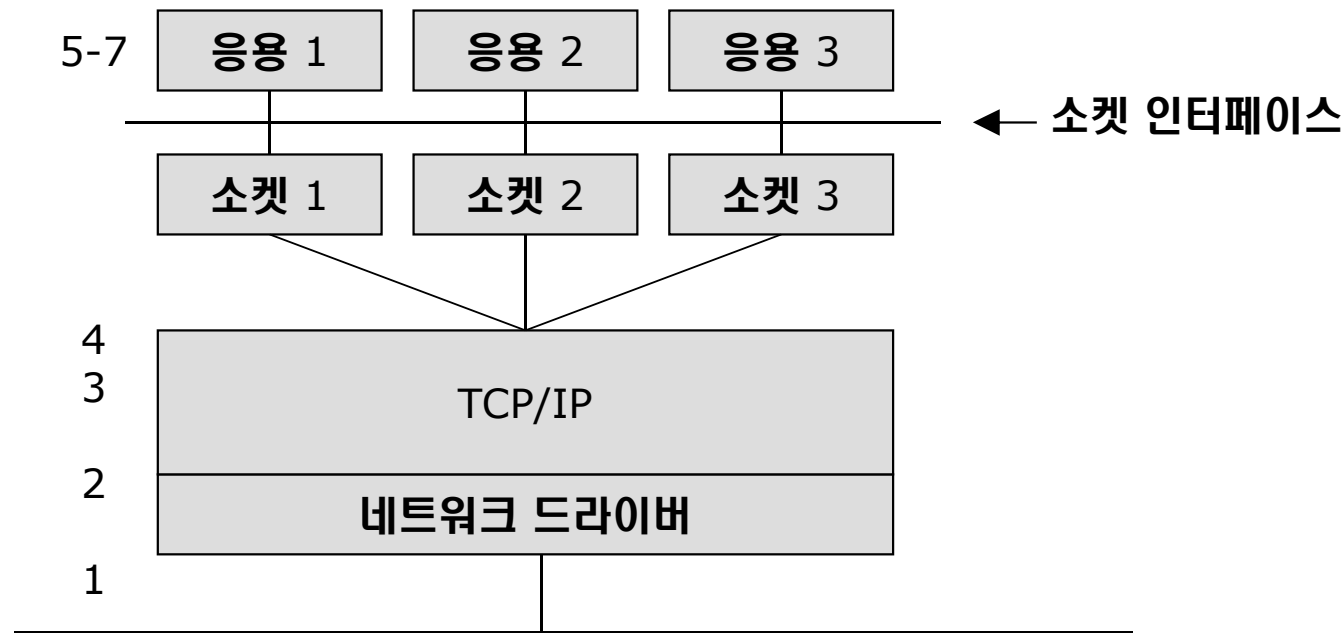 5-7 응용 1 응용 2 응용 3
소켓 인터페이스
소켓 1 소켓 2 소켓 3
4
3
TCP/IP
2
네트워크 드라이버
1